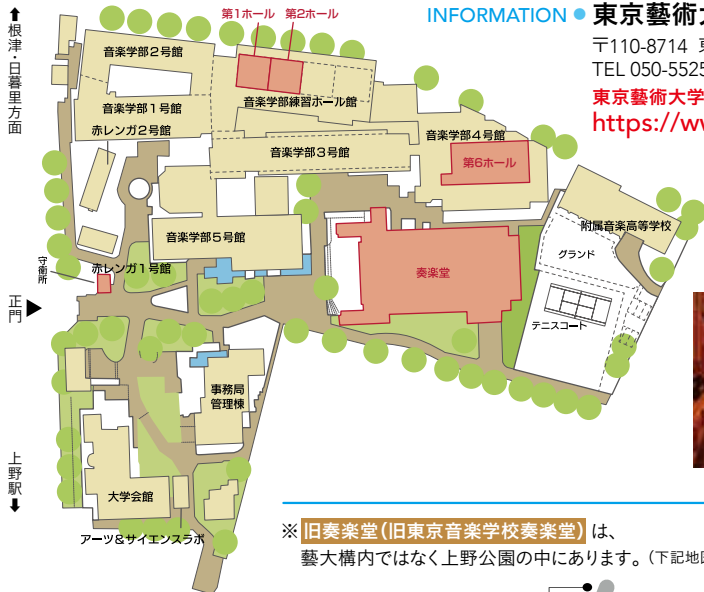 ↑根津・日暮里方面
第1ホール 第2ホール
音楽学部2号館
音楽学部1号館
音楽学部練習ホール館
赤レンガ2号館
音楽学部3号館
音楽学部4号館
第6ホール
音楽学部5号館
附属音楽高等学校
グランド
守衛所
赤レンガ1号館
奏楽堂
正門▶
テニスコート
事務局
管理棟
上野駅↓
大学会館
アーツ&サイエンスラボ
INFORMATION ● 東京藝術
〒110-8714
TEL 050-5525
東京藝術大学
https://w
※ 旧奏楽堂(旧東京音楽学校奏楽堂) は、
藝大構内ではなく上野公園の中にあります。(下記地